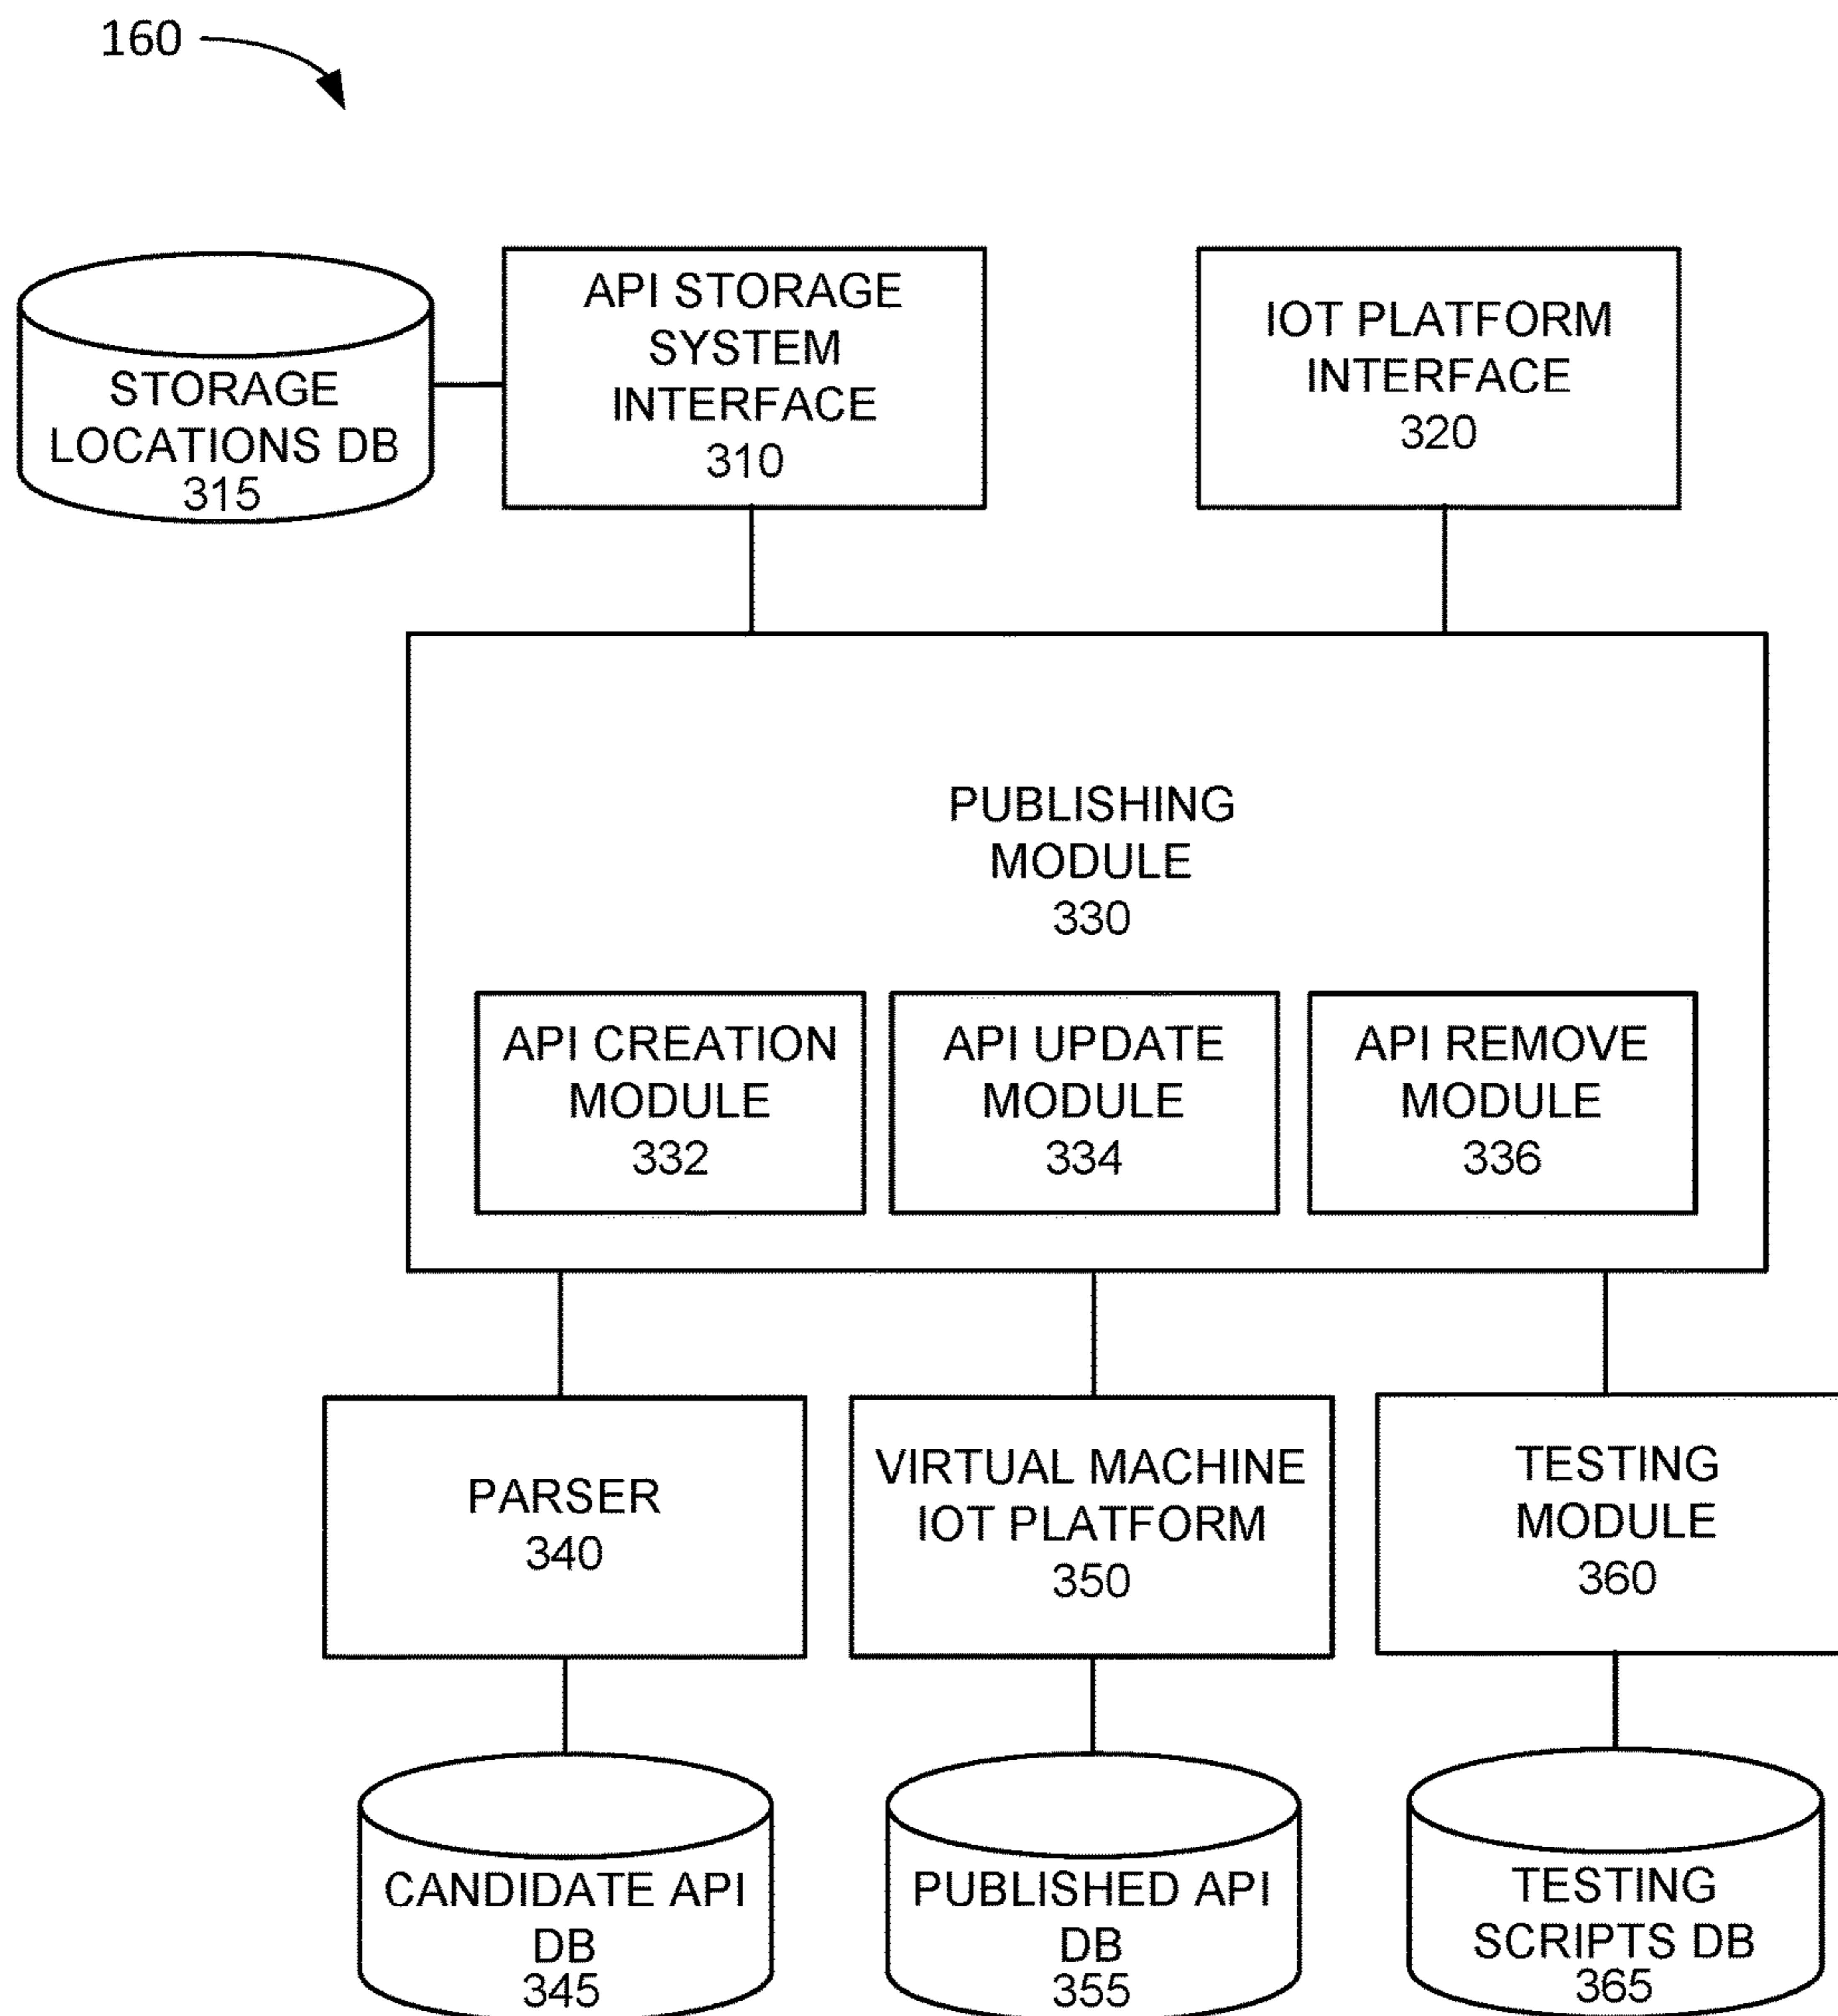 160
STORAGE
LOCATIONS DB
315
API STORAGE
SYSTEM
INTERFACE
310
IOT PLATFORM
INTERFACE
320
PUBLISHING
MODULE
330
API CREATION
MODULE
332
API UPDATE
MODULE
334
API REMOVE
MODULE
336
PARSER
340
VIRTUAL MACHINE
IOT PLATFORM
350
TESTING
MODULE
360
CANDIDATE API
DB
345
PUBLISHED API
DB
355
TESTING
SCRIPTS DB
365